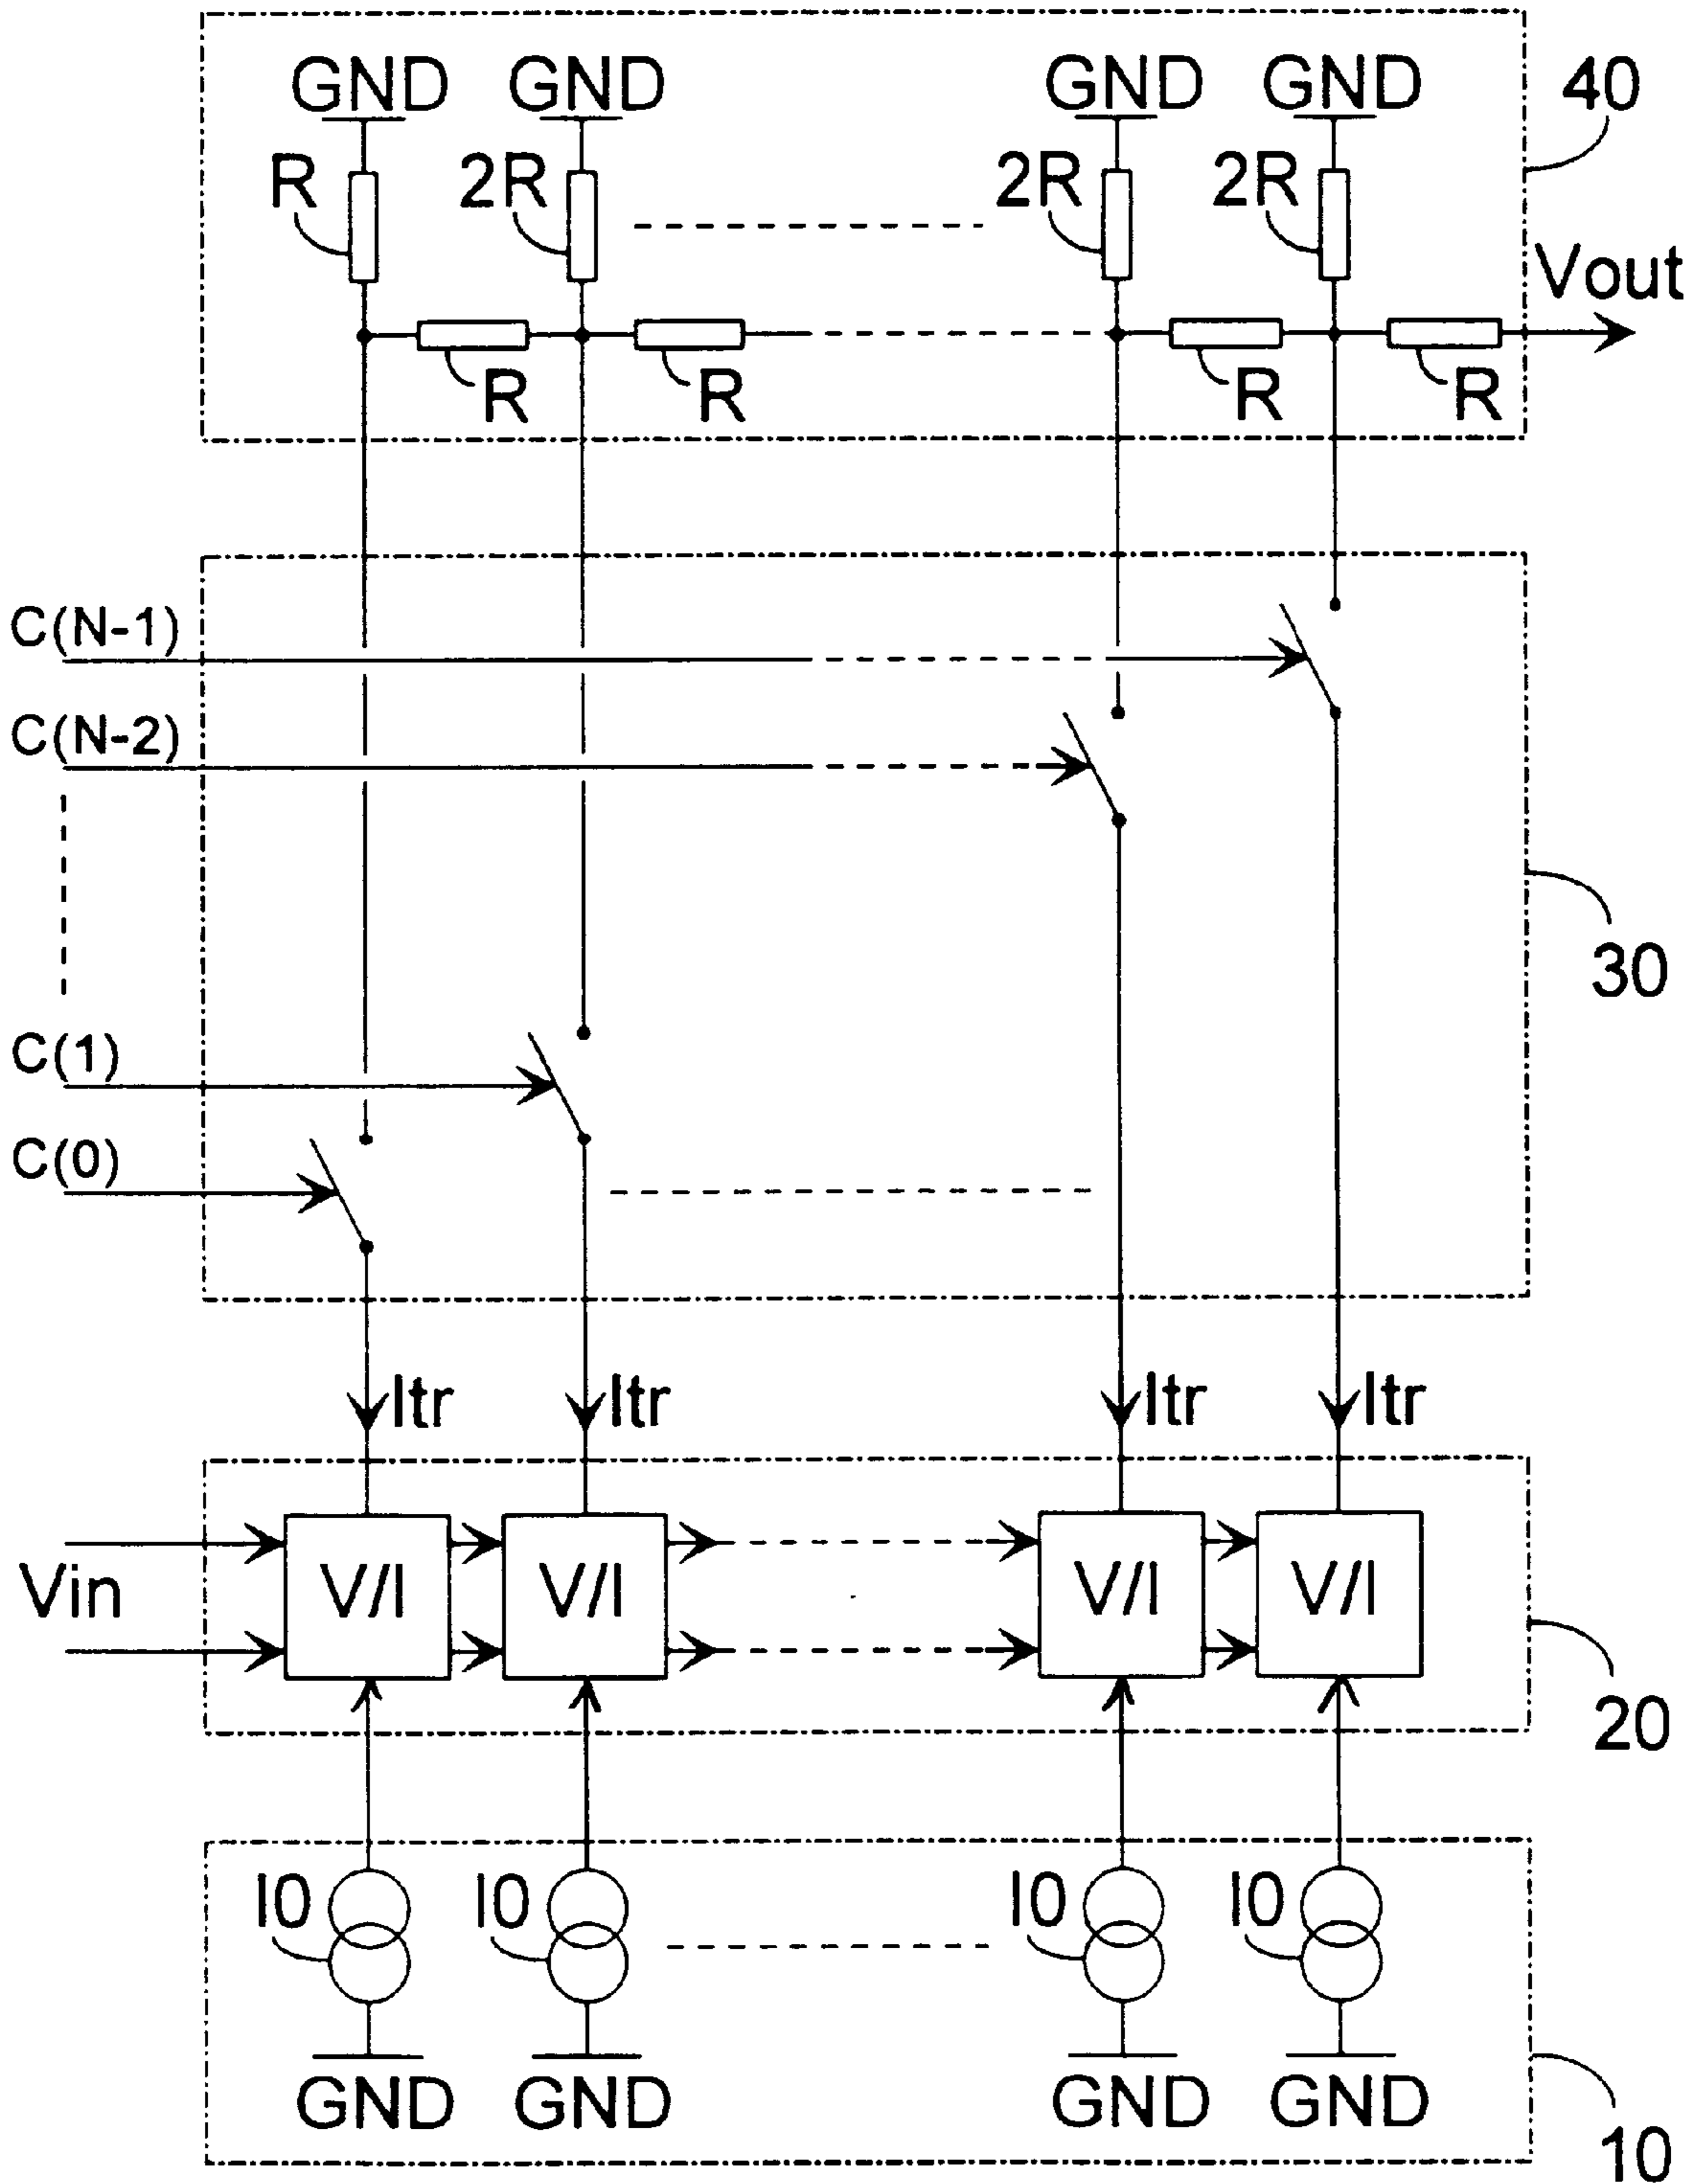 GND GND GND GND 40
R 2R 2R 2R
Vout
R R R R
C(N-1)
C(N-2)
30
C(1)
C(0)
Itr Itr Itr Itr
Vin V/I V/I V/I V/I
20
I0 I0 I0 I0
GND GND GND GND
10